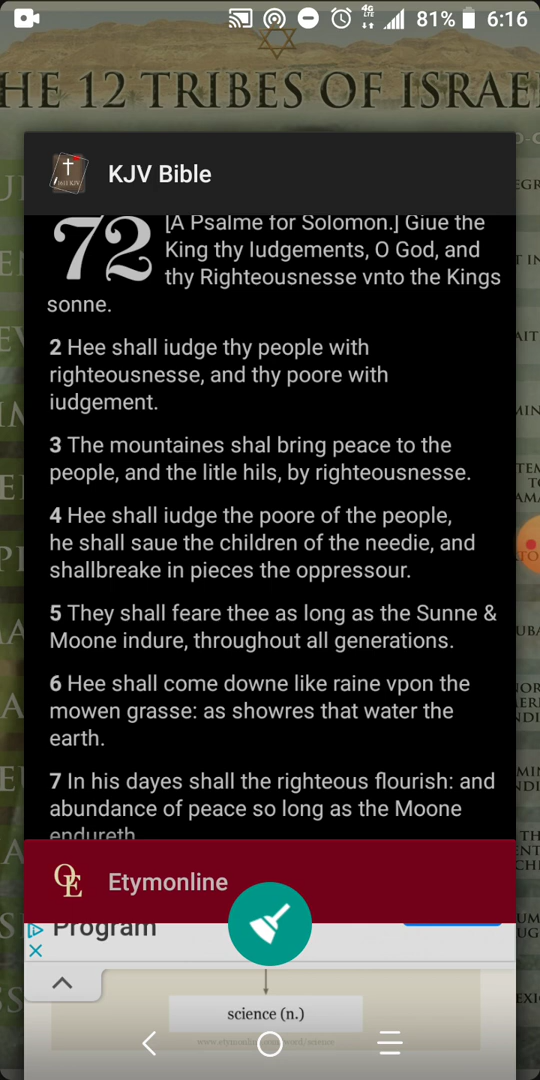 4G
LTE
81%
6:16
HE 12 TRIBES OF ISRAE
KJV Bible
72
[A Psalme for Solomon.] Giue the
King thy Iudgements, O God, and
thy Righteousnesse vnto the Kings
sonne.
2 Hee shall iudge thy people with
righteousnesse, and thy poore with
iudgement.
3 The mountaines shal bring peace to the
people, and the litle hils, by righteousnesse.
4 Hee shall iudge the poore of the people,
he shall saue the children of the needie, and
shallbreake in pieces the oppressour.
5 They shall feare thee as long as the Sunne &
Moone indure, throughout all generations.
6 Hee shall come downe like raine vpon the
mowen grasse: as showres that water the
earth.
7 In his dayes shall the righteous flourish: and
abundance of peace so long as the Moone
endureth
OE Etymonline
Program
science (n.)